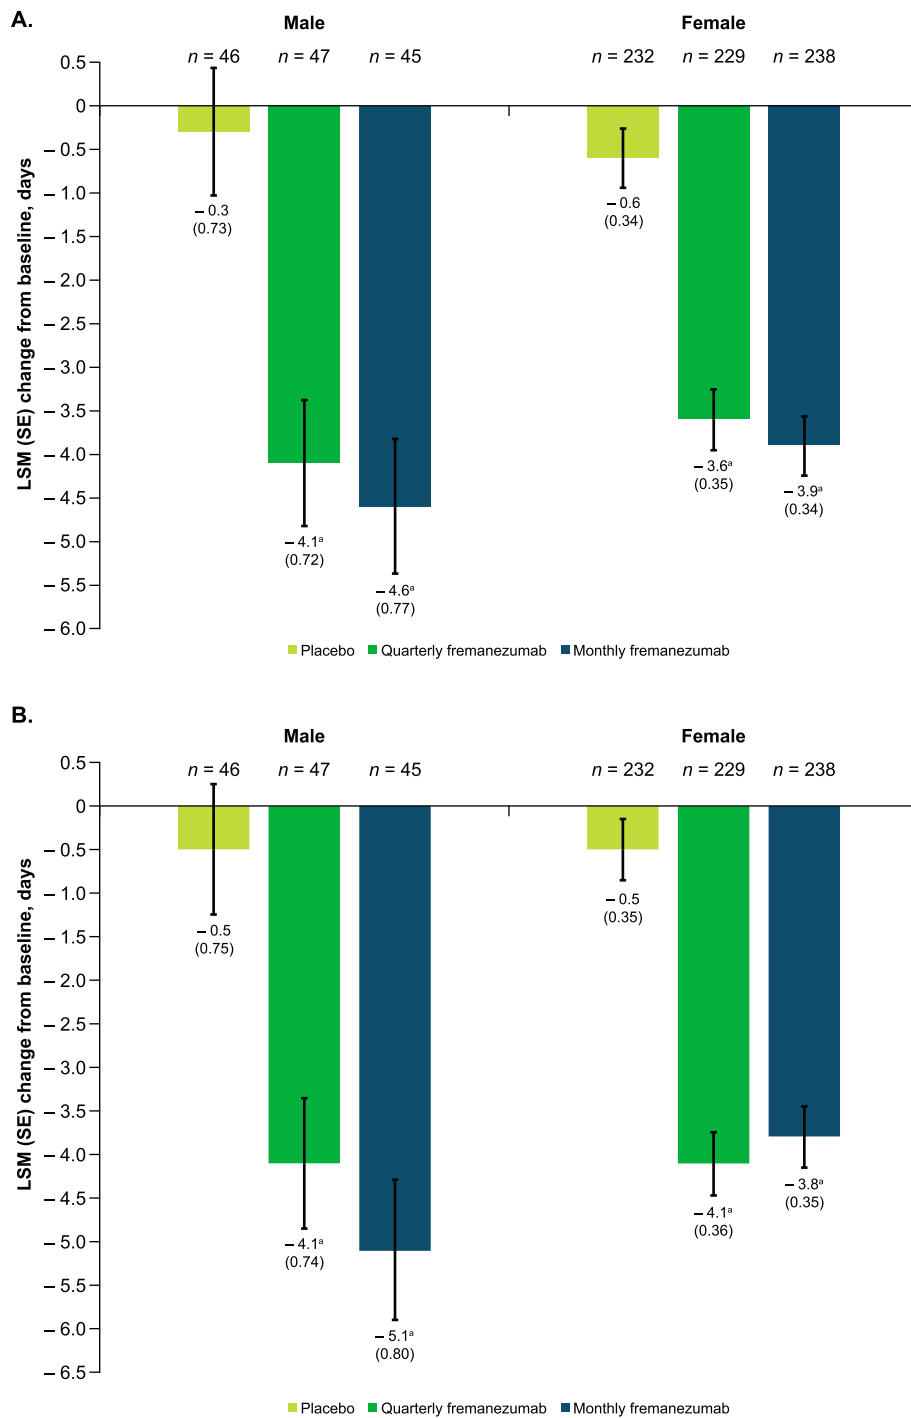 A.
Male Female
n = 46 n = 47 n = 45 n = 232 n = 229 n = 238
LSM (SE) change from baseline, days
0.5
0
– 0.5
– 1.0
– 1.5
– 2.0
– 2.5
– 3.0
– 3.5
– 4.0
– 4.5
– 5.0
– 5.5
– 6.0
– 0.3
(0.73)
– 4.1ᵃ
(0.72)
– 4.6ᵃ
(0.77)
– 0.6
(0.34)
– 3.6ᵃ
(0.35)
– 3.9ᵃ
(0.34)
Placebo Quarterly fremanezumab Monthly fremanezumab
B.
Male Female
n = 46 n = 47 n = 45 n = 232 n = 229 n = 238
LSM (SE) change from baseline, days
0.5
0
– 0.5
– 1.0
– 1.5
– 2.0
– 2.5
– 3.0
– 3.5
– 4.0
– 4.5
– 5.0
– 5.5
– 6.0
– 6.5
– 0.5
(0.75)
– 4.1ᵃ
(0.74)
– 5.1ᵃ
(0.80)
– 0.5
(0.35)
– 4.1ᵃ
(0.36)
– 3.8ᵃ
(0.35)
Placebo Quarterly fremanezumab Monthly fremanezumab